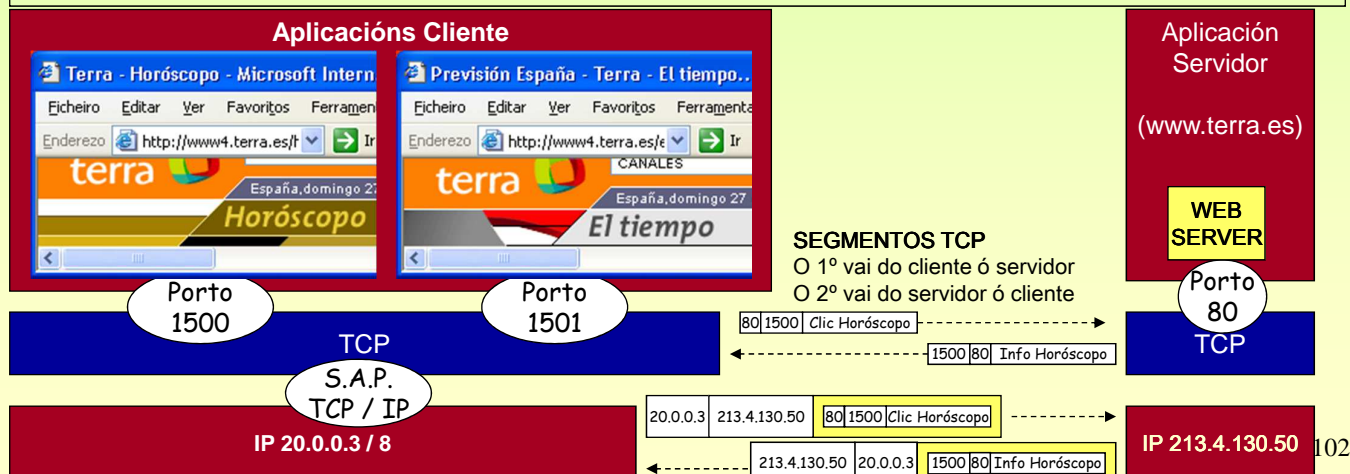 Aplicacións Cliente
Terra - Horóscopo - Microsoft Intern
Eicheiro Editar Ver Favoritos Ferramen
Enderezo http://www4.terra.es/h Ir
terra
España,domingo 27
Horóscopo
Previsión España - Terra - El tiempo..
Eicheiro Editar Ver Favoritos Ferramenta
Enderezo http://www4.terra.es/e Ir
CANALES
terra
España,domingo 27
El tiempo
Aplicación
Servidor
(www.terra.es)
WEB
SERVER
SEGMENTOS TCP
O 1º vai do cliente ó servidor
O 2º vai do servidor ó cliente
Porto
1500
Porto
1501
Porto
80
TCP
80 1500 Clic Horóscopo
1500 80 Info Horóscopo
TCP
S.A.P.
TCP / IP
IP 20.0.0.3 / 8
20.0.0.3 213.4.130.50 80 1500 Clic Horóscopo
213.4.130.50 20.0.0.3 1500 80 Info Horóscopo
IP 213.4.130.50
102